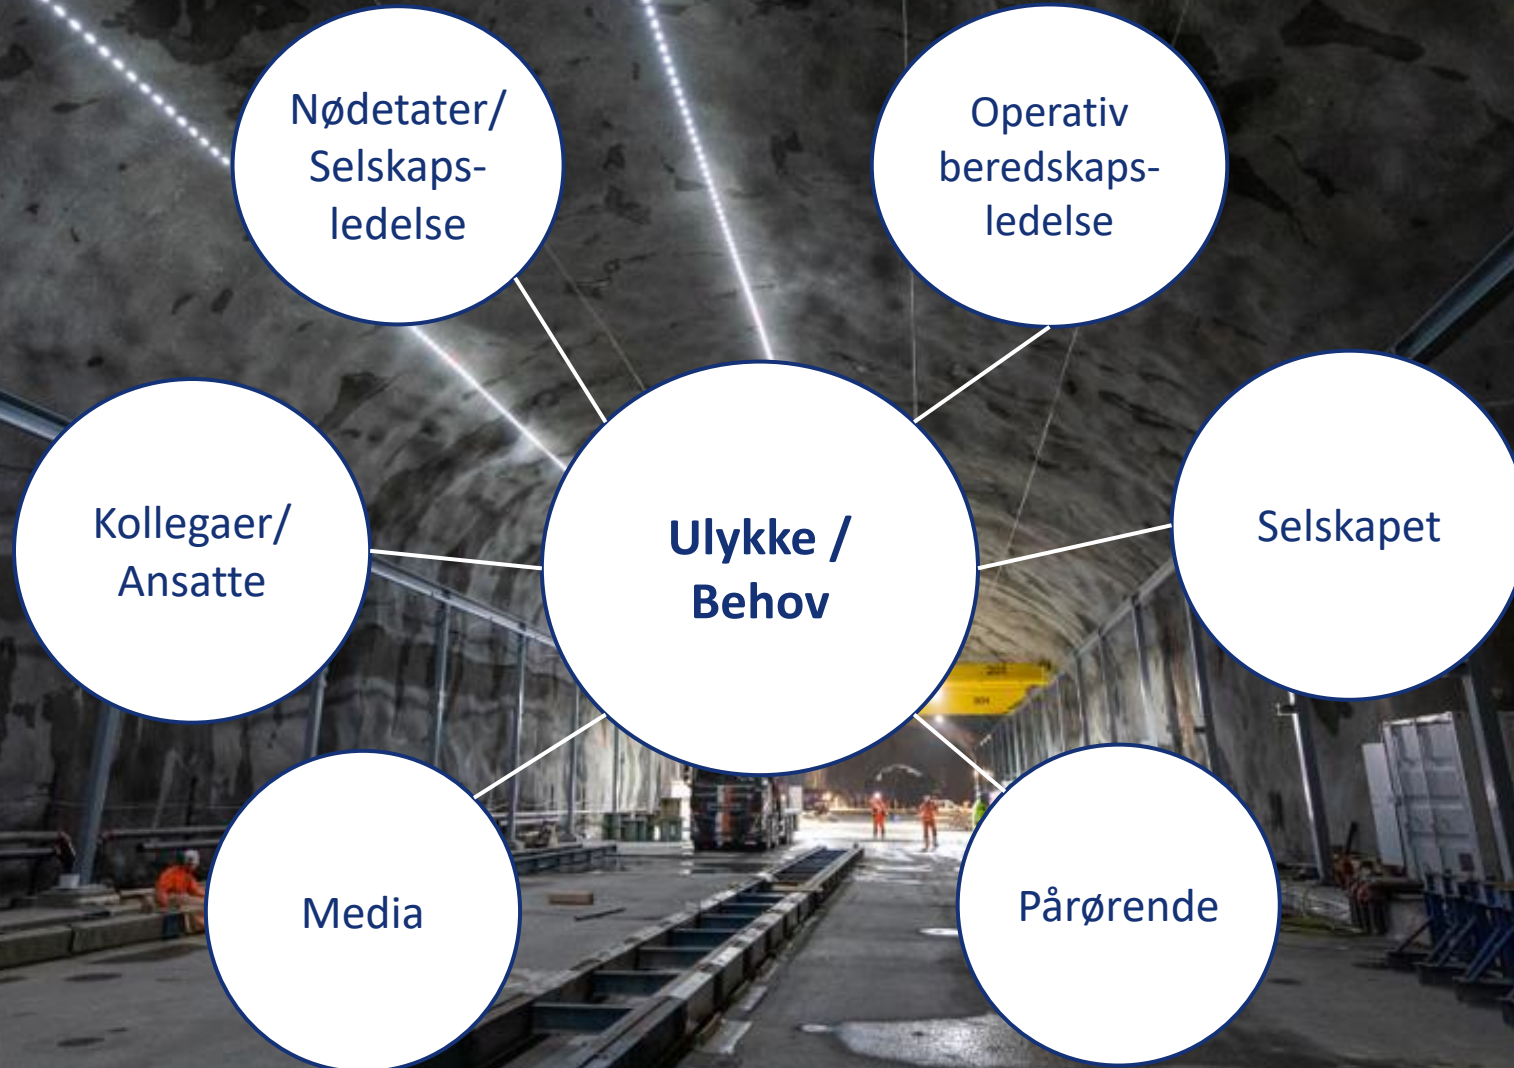 Nødetater/
Selskaps-
ledelse
Operativ
beredskaps-
ledelse
Kollegaer/
Ansatte
Ulykke /
Behov
Selskapet
Media
Pårørende